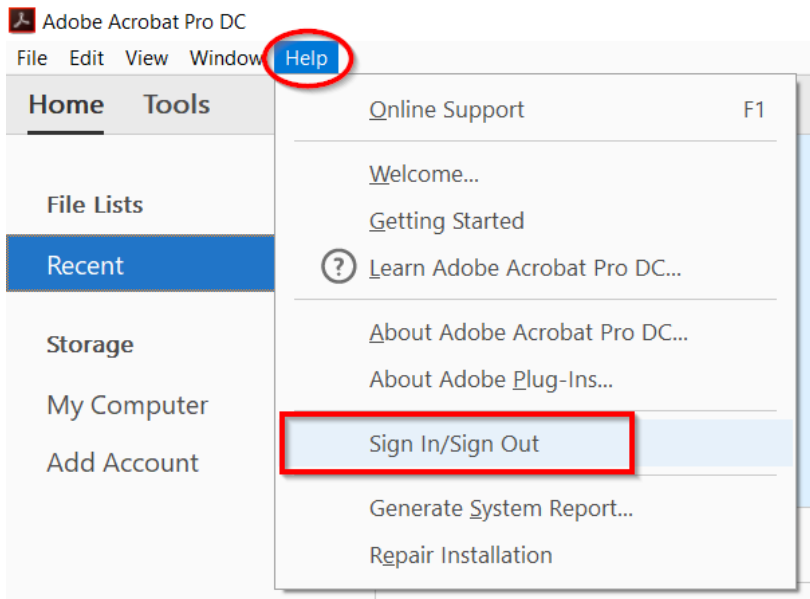 Adobe Acrobat Pro DC
File Edit View Window Help
Home Tools
File Lists
Recent
Storage
My Computer
Add Account
Online Support F1
Welcome...
Getting Started
? Learn Adobe Acrobat Pro DC...
About Adobe Acrobat Pro DC...
About Adobe Plug-Ins...
Sign In/Sign Out
Generate System Report...
Repair Installation